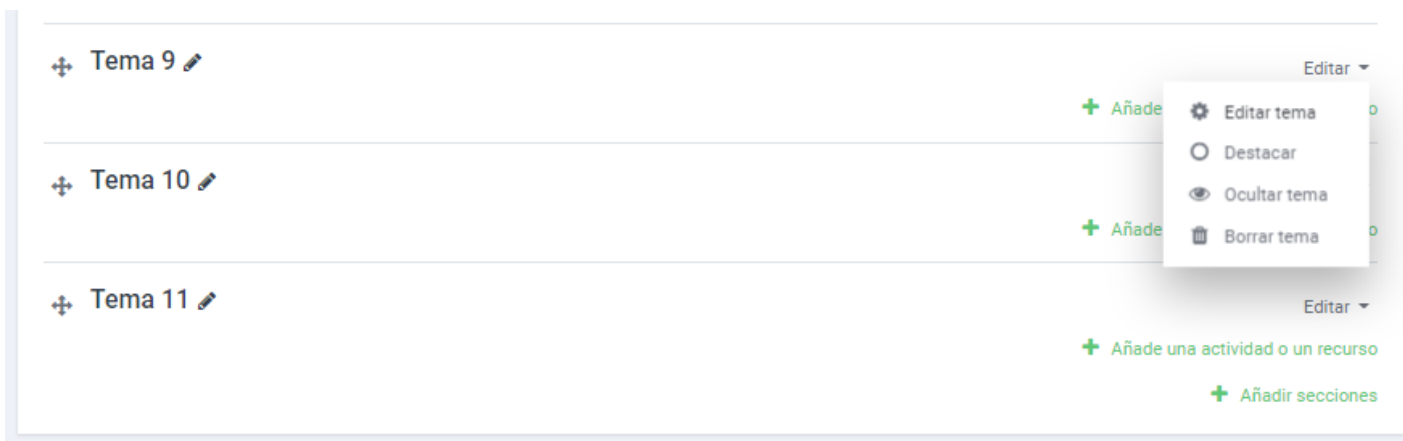 Tema 9
Editar
Añade
o
Editar tema
Destacar
Ocultar tema
Borrar tema
Tema 10
Añade
o
Tema 11
Editar
Añade una actividad o un recurso
Añadir secciones